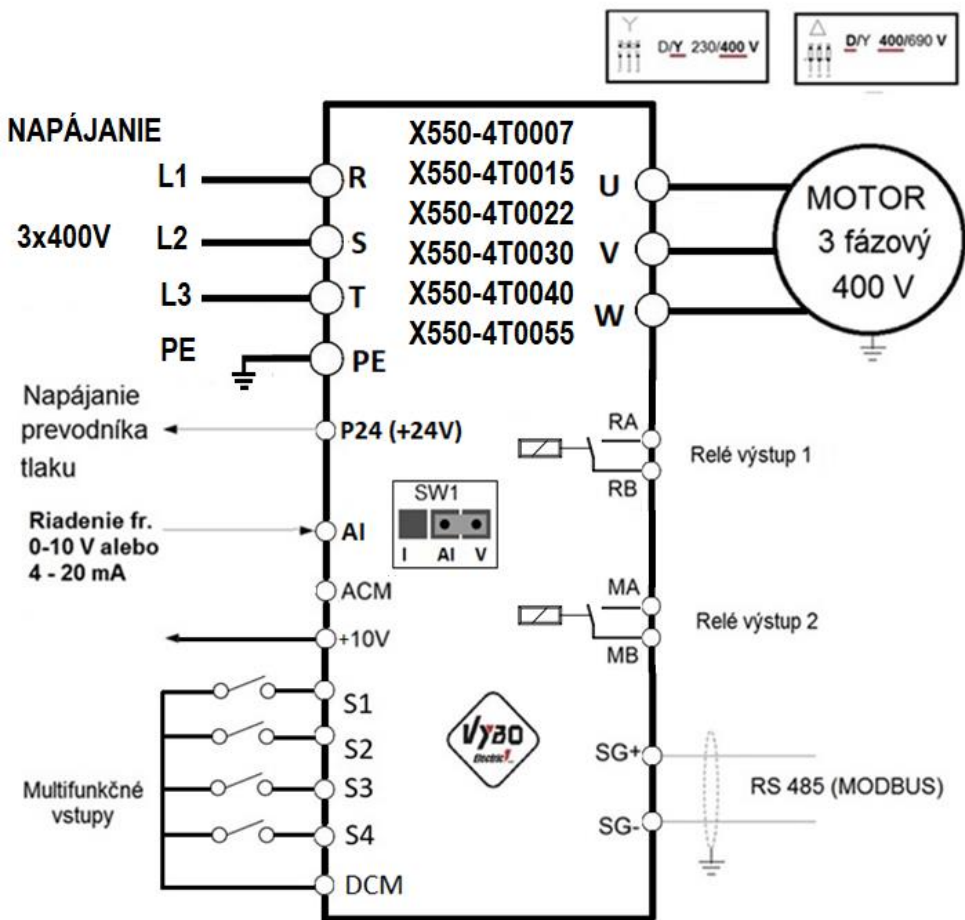 D/Y 230/400 V
D/Y 400/690 V
NAPÁJANIE
3x400V
L1
L2
L3
PE
R
S
T
PE
X550-4T0007
X550-4T0015
X550-4T0022
X550-4T0030
X550-4T0040
X550-4T0055
U
V
W
MOTOR
3 fázový
400 V
Napájanie
prevodníka
tlaku
P24 (+24V)
Riadenie fr.
0-10 V alebo
4 - 20 mA
AI
SW1
I AI V
ACM
+10V
RA
RB
Relé výstup 1
MA
MB
Relé výstup 2
Multifunkčné
vstupy
S1
S2
S3
S4
DCM
VYBO
Electric
SG+
SG-
RS 485 (MODBUS)